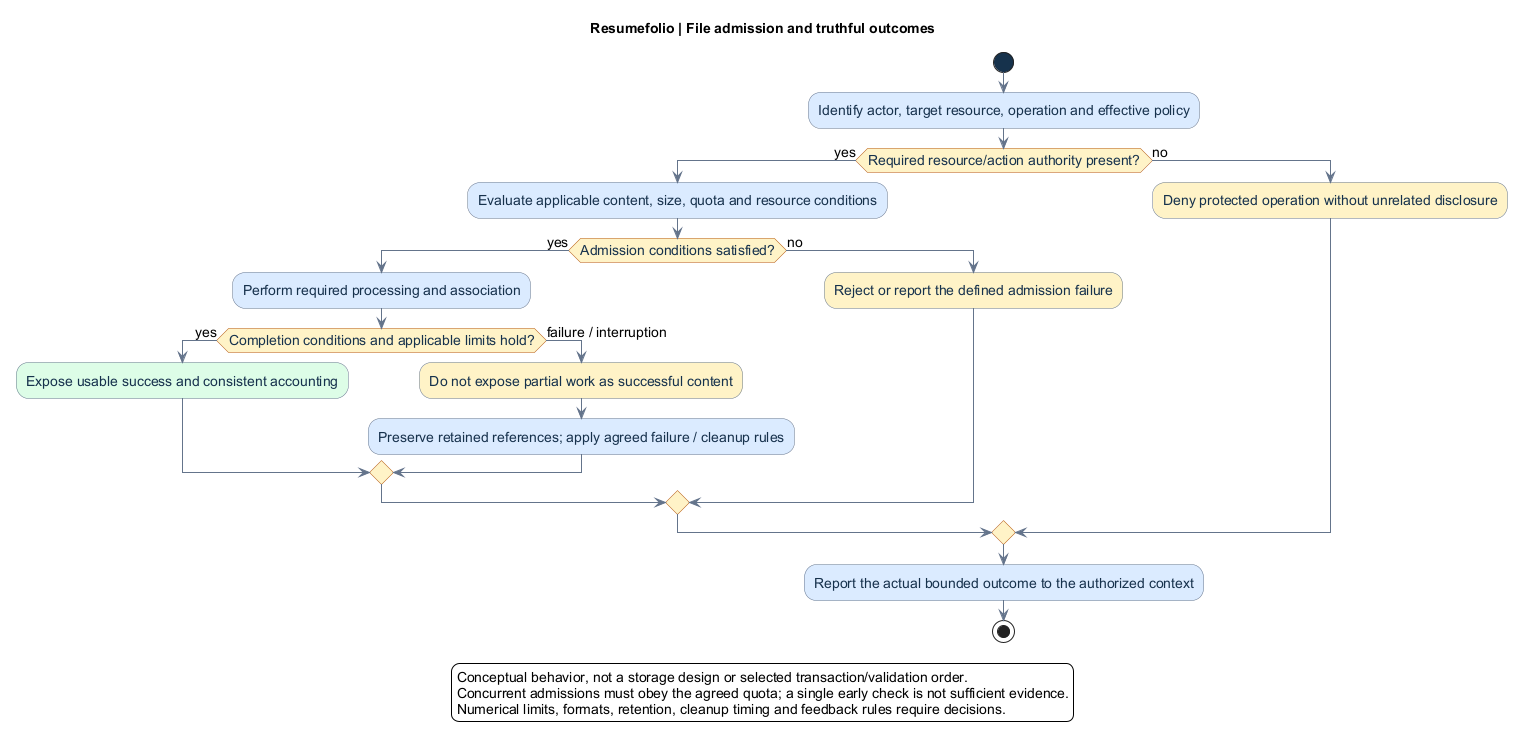 Resumefolio | File admission and truthful outcomes
Identify actor, target resource, operation and effective policy
yes
Required resource/action authority present?
no
Evaluate applicable content, size, quota and resource conditions
Deny protected operation without unrelated disclosure
yes
Admission conditions satisfied?
no
Perform required processing and association
Reject or report the defined admission failure
yes
Completion conditions and applicable limits hold?
failure / interruption
Expose usable success and consistent accounting
Do not expose partial work as successful content
Preserve retained references; apply agreed failure / cleanup rules
Report the actual bounded outcome to the authorized context
Conceptual behavior, not a storage design or selected transaction/validation order.
Concurrent admissions must obey the agreed quota; a single early check is not sufficient evidence.
Numerical limits, formats, retention, cleanup timing and feedback rules require decisions.